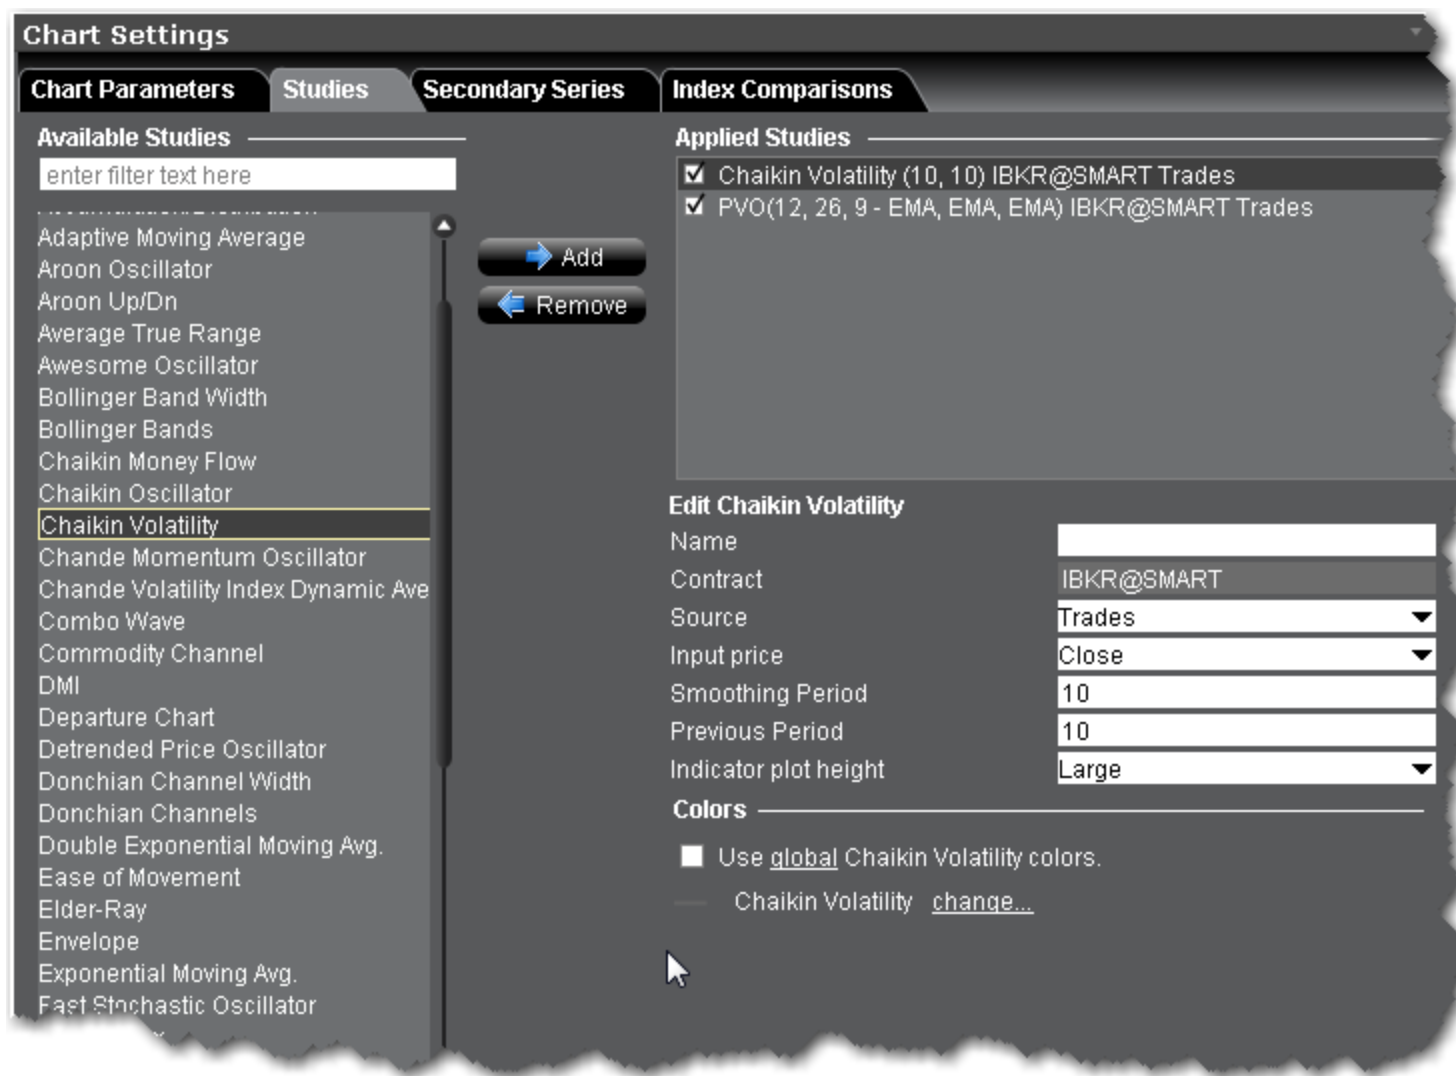 Chart Settings
Chart Parameters
Studies
Secondary Series
Index Comparisons
Available Studies
enter filter text here
Adaptive Moving Average
Aroon Oscillator
Aroon Up/Dn
Average True Range
Awesome Oscillator
Bollinger Band Width
Bollinger Bands
Chaikin Money Flow
Chaikin Oscillator
Chaikin Volatility
Chande Momentum Oscillator
Chande Volatility Index Dynamic Ave
Combo Wave
Commodity Channel
DMI
Departure Chart
Detrended Price Oscillator
Donchian Channel Width
Donchian Channels
Double Exponential Moving Avg.
Ease of Movement
Elder-Ray
Envelope
Exponential Moving Avg.
Fast Stochastic Oscillator
Add
Remove
Applied Studies
Chaikin Volatility (10, 10) IBKR@SMART Trades
PVO(12, 26, 9 - EMA, EMA, EMA) IBKR@SMART Trades
Edit Chaikin Volatility
Name
Contract IBKR@SMART
Source Trades
Input price Close
Smoothing Period 10
Previous Period 10
Indicator plot height Large
Colors
Use global Chaikin Volatility colors.
Chaikin Volatility change...